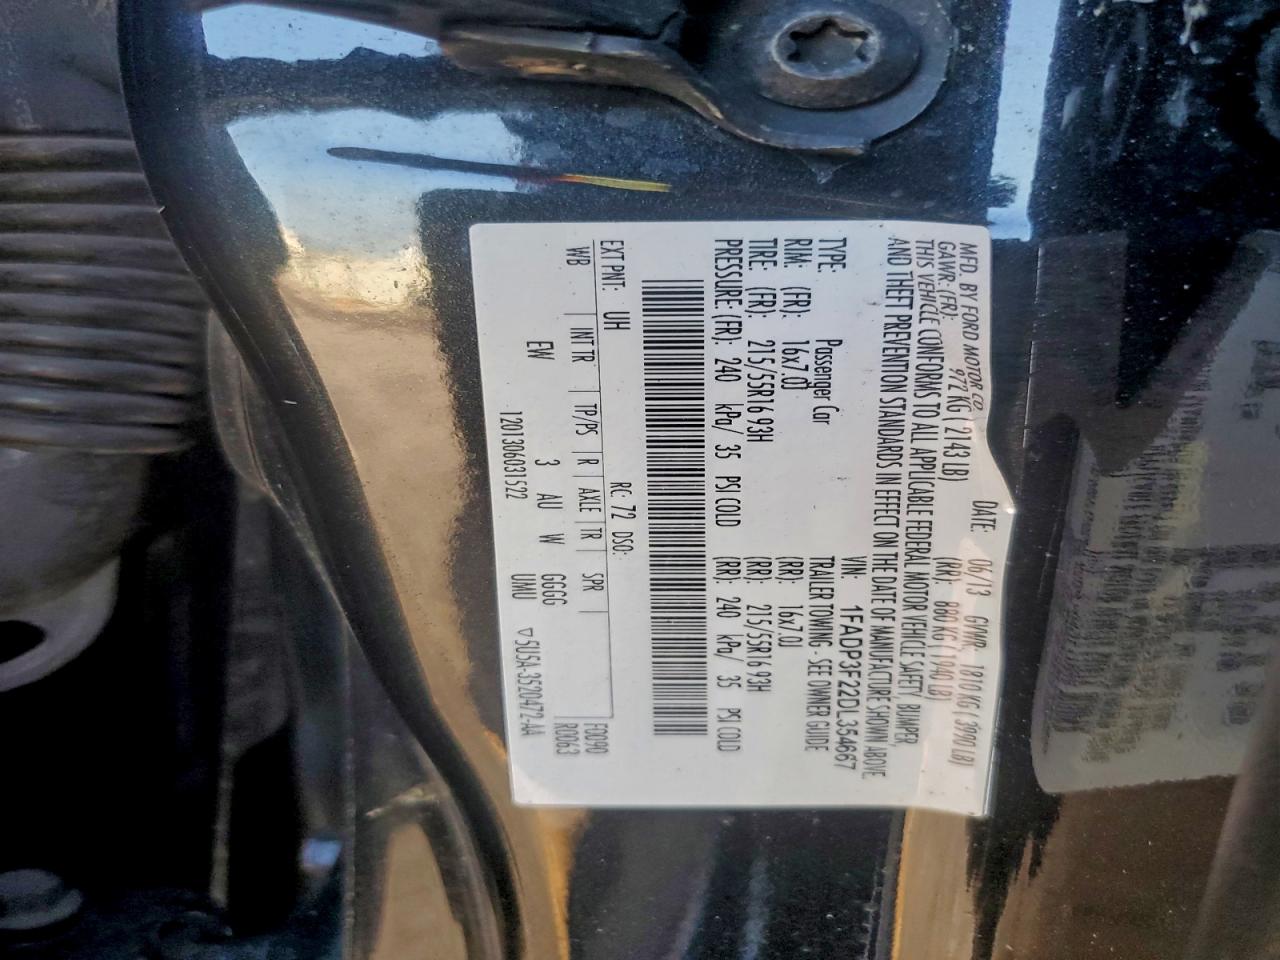 MFD. BY FORD MOTOR CO. DATE: 06/13 GVWR: 1810 KG ( 3990 LB)
GAWR: (FR): 972 KG ( 2143 LB) (RR): 880 KG ( 1940 LB)
THIS VEHICLE CONFORMS TO ALL APPLICABLE FEDERAL MOTOR VEHICLE SAFETY, BUMPER,
AND THEFT PREVENTION STANDARDS IN EFFECT ON THE DATE OF MANUFACTURE SHOWN ABOVE.
VIN: 1FADP3F22DL354667
TYPE: Passenger Car TRAILER TOWING - SEE OWNER GUIDE
RIM: (FR): 16x7.0J (RR): 16x7.0J
TIRE: (FR): 215/55R16 93H (RR): 215/55R16 93H
PRESSURE: (FR): 240 kPa/ 35 PSI COLD (RR): 240 kPa/ 35 PSI COLD
EXT PNT: UH RC: 72 DSO: F0090
WB INT TR TP/PS R AXLE TR SPR R0063
EW 3 AU W GGGG
1201306031522 UMU ▽5U5A-3520472-AA